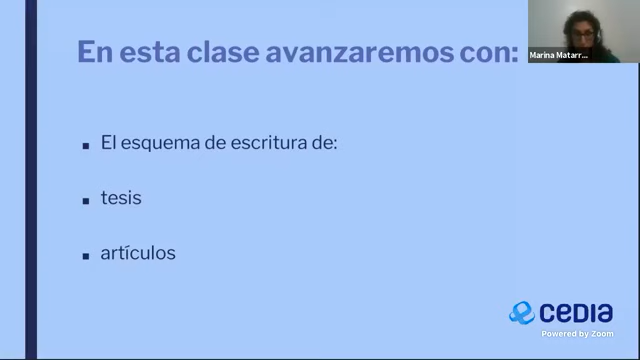 En esta clase avanzaremos con:
Marina Matarr...
El esquema de escritura de:
tesis
artículos
CEDIA
Powered by Zoom